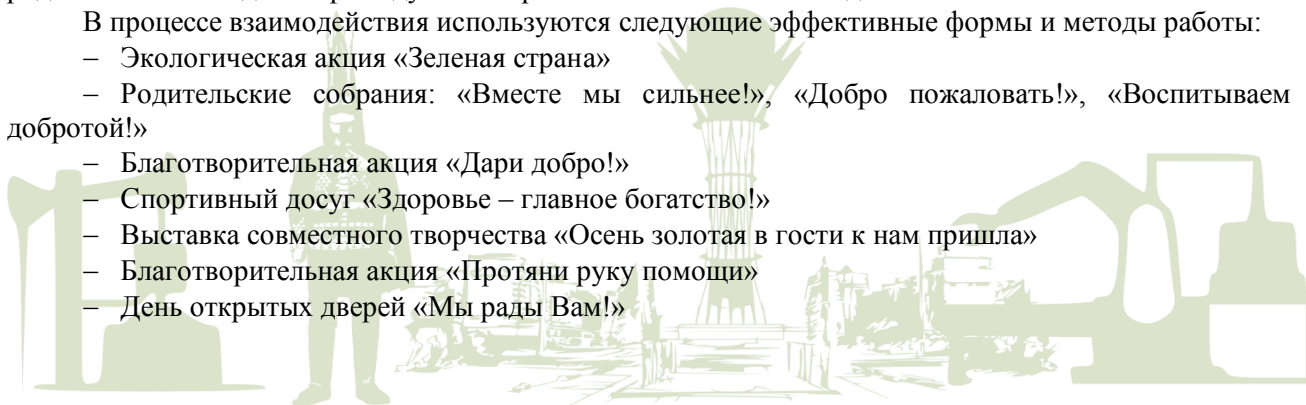 В процессе взаимодействия используются следующие эффективные формы и методы работы:
– Экологическая акция «Зеленая страна»
– Родительские собрания: «Вместе мы сильнее!», «Добро пожаловать!», «Воспитываем
добротой!»
– Благотворительная акция «Дари добро!»
– Спортивный досуг «Здоровье – главное богатство!»
– Выставка совместного творчества «Осень золотая в гости к нам пришла»
– Благотворительная акция «Протяни руку помощи»
– День открытых дверей «Мы рады Вам!»